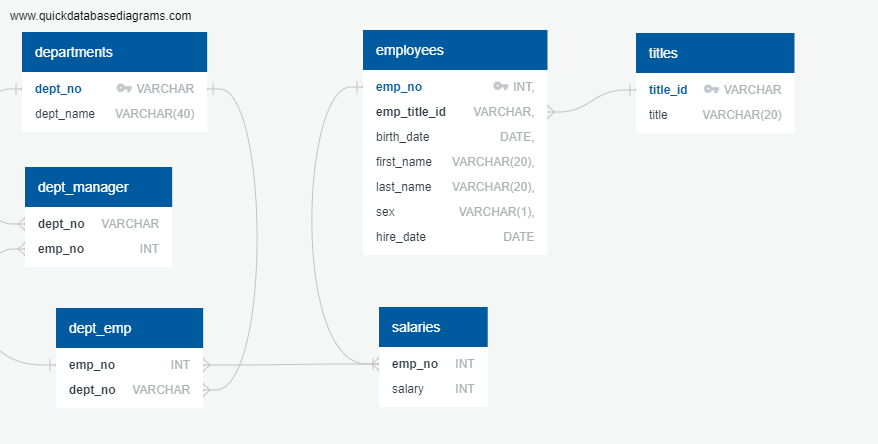 www.quickdatabasediagrams.com
departments
dept_no VARCHAR
dept_name VARCHAR(40)
dept_manager
dept_no VARCHAR
emp_no INT
dept_emp
emp_no INT
dept_no VARCHAR
employees
emp_no INT,
emp_title_id VARCHAR,
birth_date DATE,
first_name VARCHAR(20),
last_name VARCHAR(20),
sex VARCHAR(1),
hire_date DATE
salaries
emp_no INT
salary INT
titles
title_id VARCHAR
title VARCHAR(20)